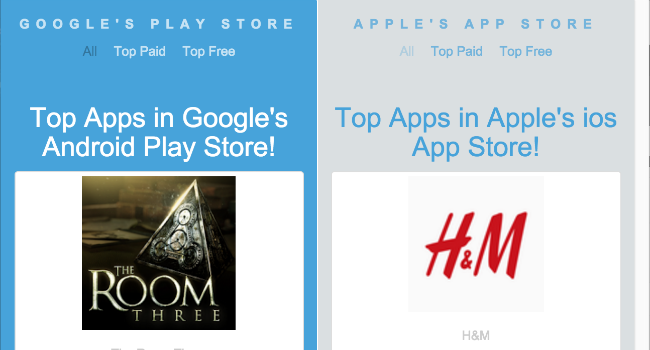 GOOGLE'S PLAY STORE
All Top Paid Top Free
Top Apps in Google's
Android Play Store!
THE
ROOM
THREE
APPLE'S APP STORE
All Top Paid Top Free
Top Apps in Apple's ios
App Store!
H&M
H&M